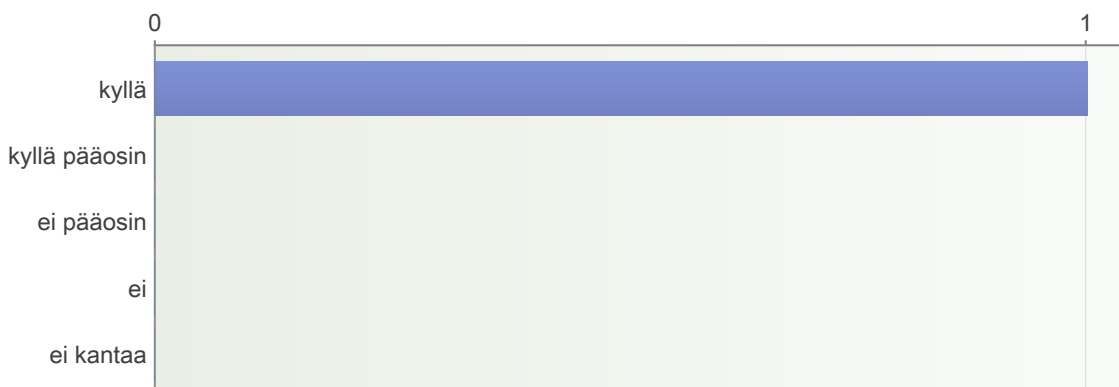 0 1
kyllä
kyllä pääosin
ei pääosin
ei
ei kantaa